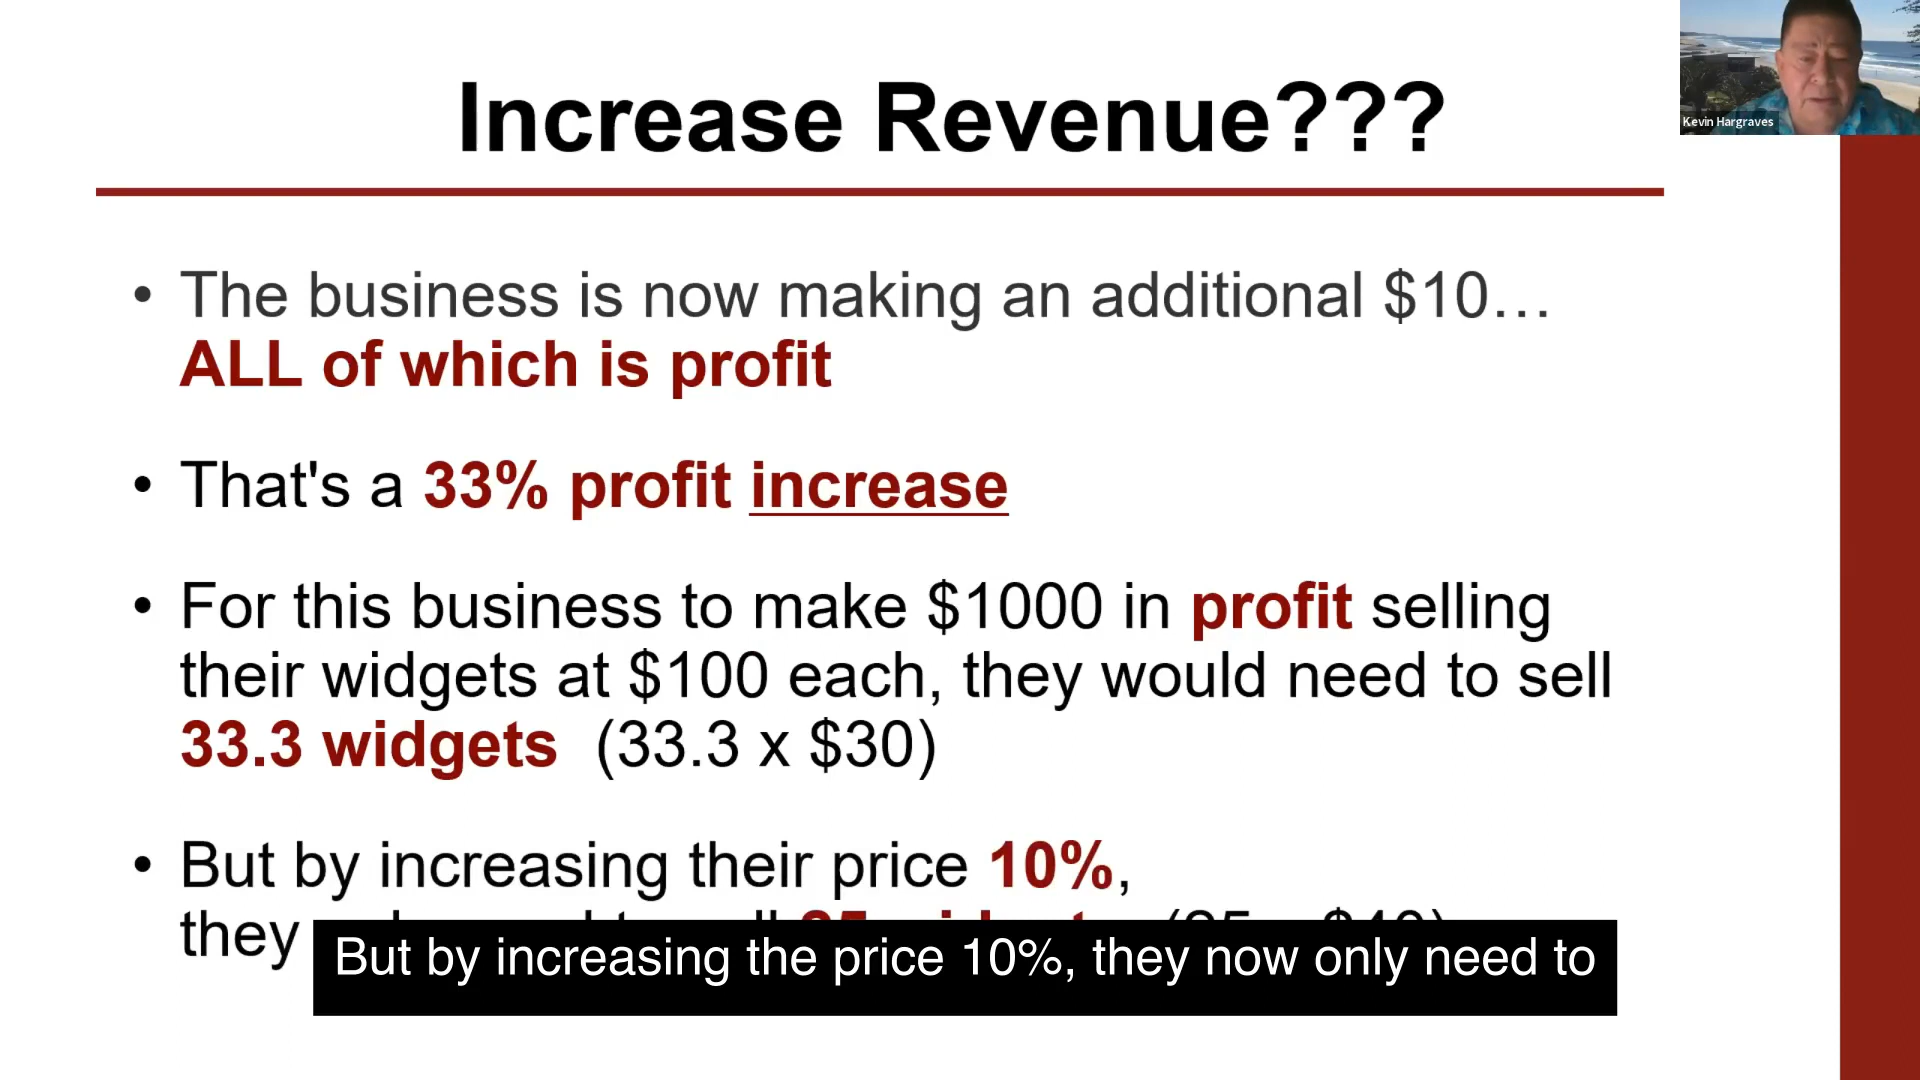 Increase Revenue???
Kevin Hargraves
• The business is now making an additional $10…
ALL of which is profit
• That's a 33% profit increase
• For this business to make $1000 in profit selling
their widgets at $100 each, they would need to sell
33.3 widgets (33.3 x $30)
• But by increasing their price 10%,
they
But by increasing the price 10%, they now only need to